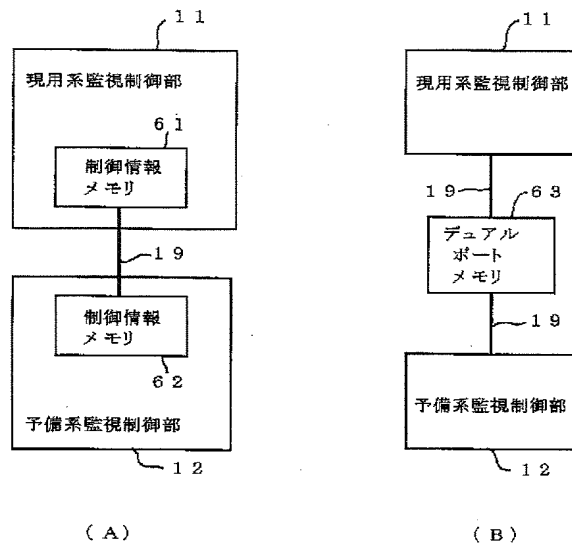 １１
現用系監視制御部
６１
制御情報
メモリ
１９
制御情報
メモリ
６２
予備系監視制御部
１２
（Ａ）
１１
現用系監視制御部
１９
６３
デュアル
ポート
メモリ
１９
予備系監視制御部
１２
（Ｂ）